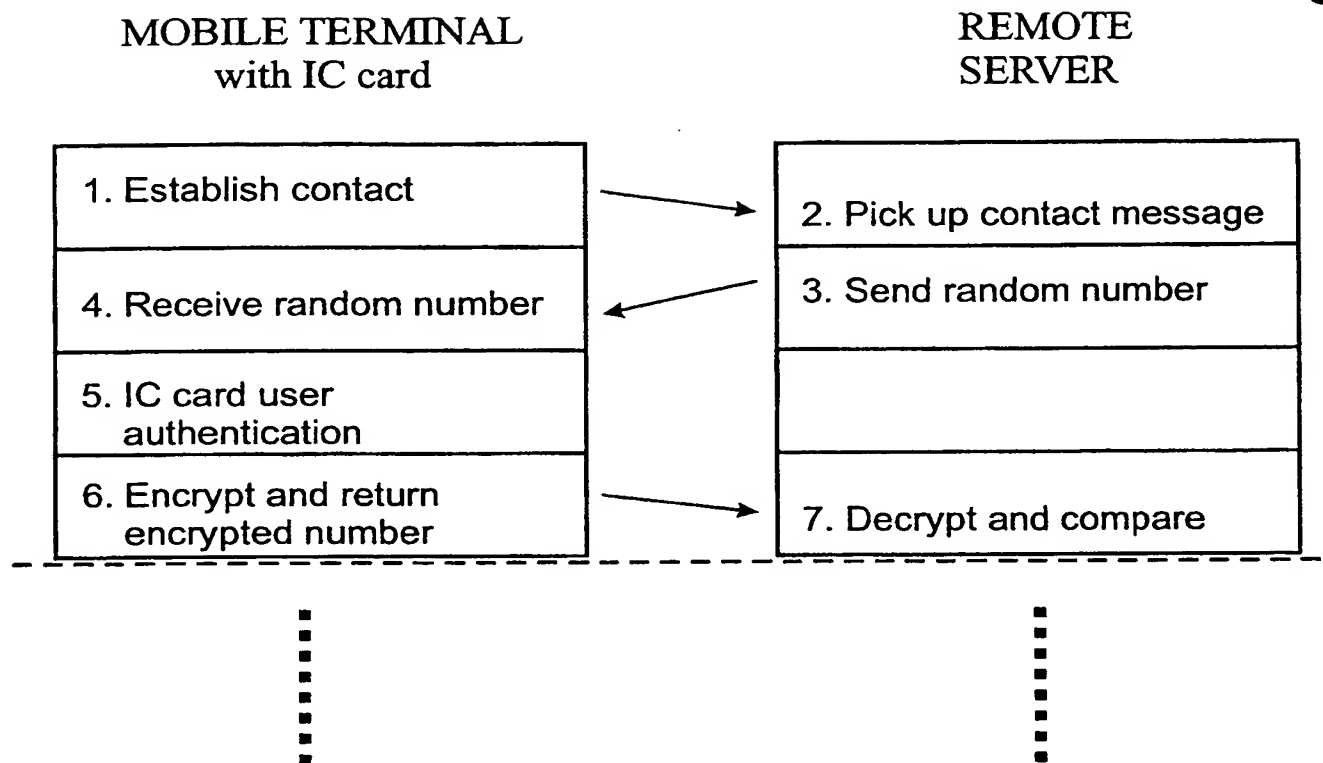 MOBILE TERMINAL
with IC card
REMOTE
SERVER
1. Establish contact
2. Pick up contact message
3. Send random number
4. Receive random number
5. IC card user
authentication
6. Encrypt and return
encrypted number
7. Decrypt and compare